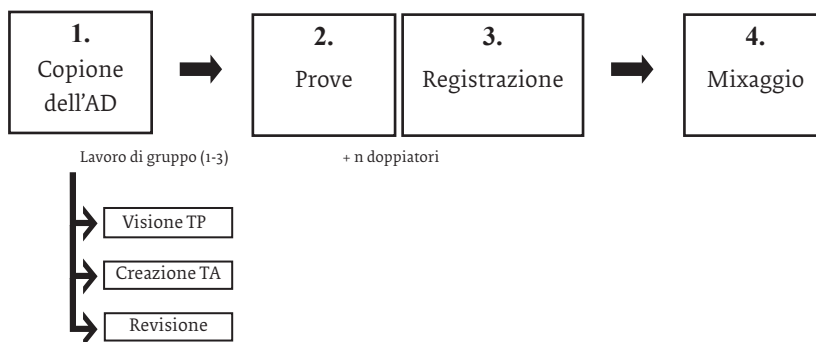 1.
Copione
dell'AD
2.
Prove
3.
Registrazione
4.
Mixaggio
Lavoro di gruppo (1-3)
+ n doppiatori
Visione TP
Creazione TA
Revisione